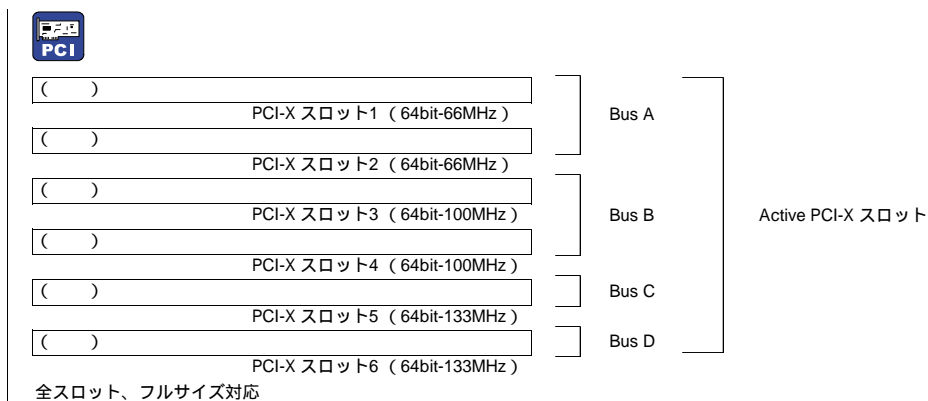 PCI
(　　)
PCI-X スロット1 ( 64bit-66MHz )
Bus A
(　　)
PCI-X スロット2 ( 64bit-66MHz )
(　　)
PCI-X スロット3 ( 64bit-100MHz )
Bus B
Active PCI-X スロット
(　　)
PCI-X スロット4 ( 64bit-100MHz )
(　　)
Bus C
PCI-X スロット5 ( 64bit-133MHz )
(　　)
Bus D
PCI-X スロット6 ( 64bit-133MHz )
全スロット、フルサイズ対応